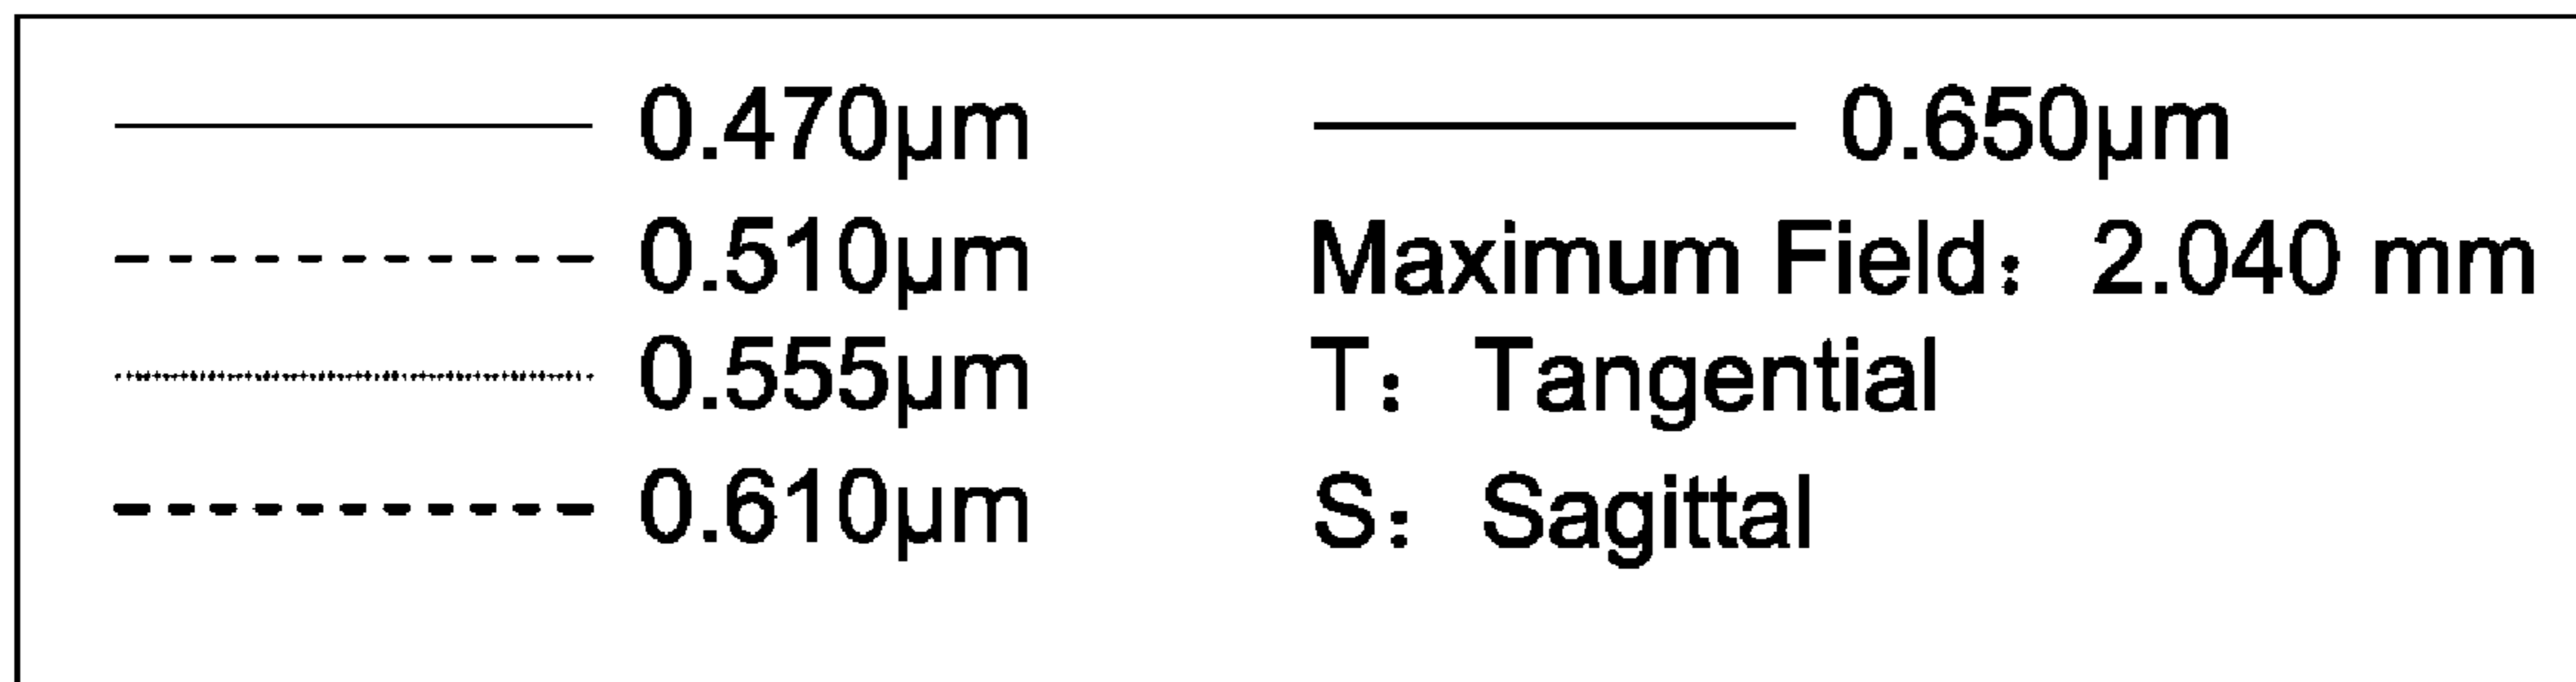 0.470µm
0.510µm
0.555µm
0.610µm
0.650µm
Maximum Field：2.040 mm
T：Tangential
S：Sagittal